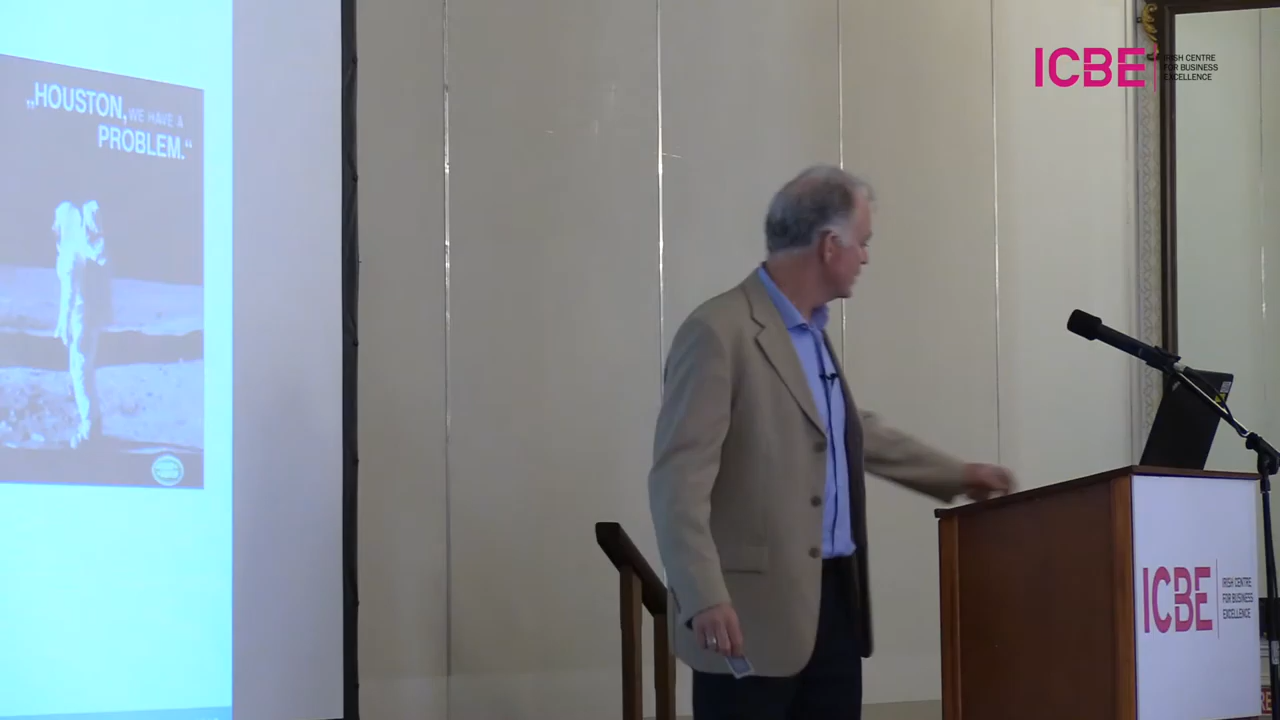 „HOUSTON, WE HAVE A
PROBLEM.“
ICBE
IRISH CENTRE
FOR BUSINESS
EXCELLENCE
ICBE
IRISH CENTRE
FOR BUSINESS
EXCELLENCE